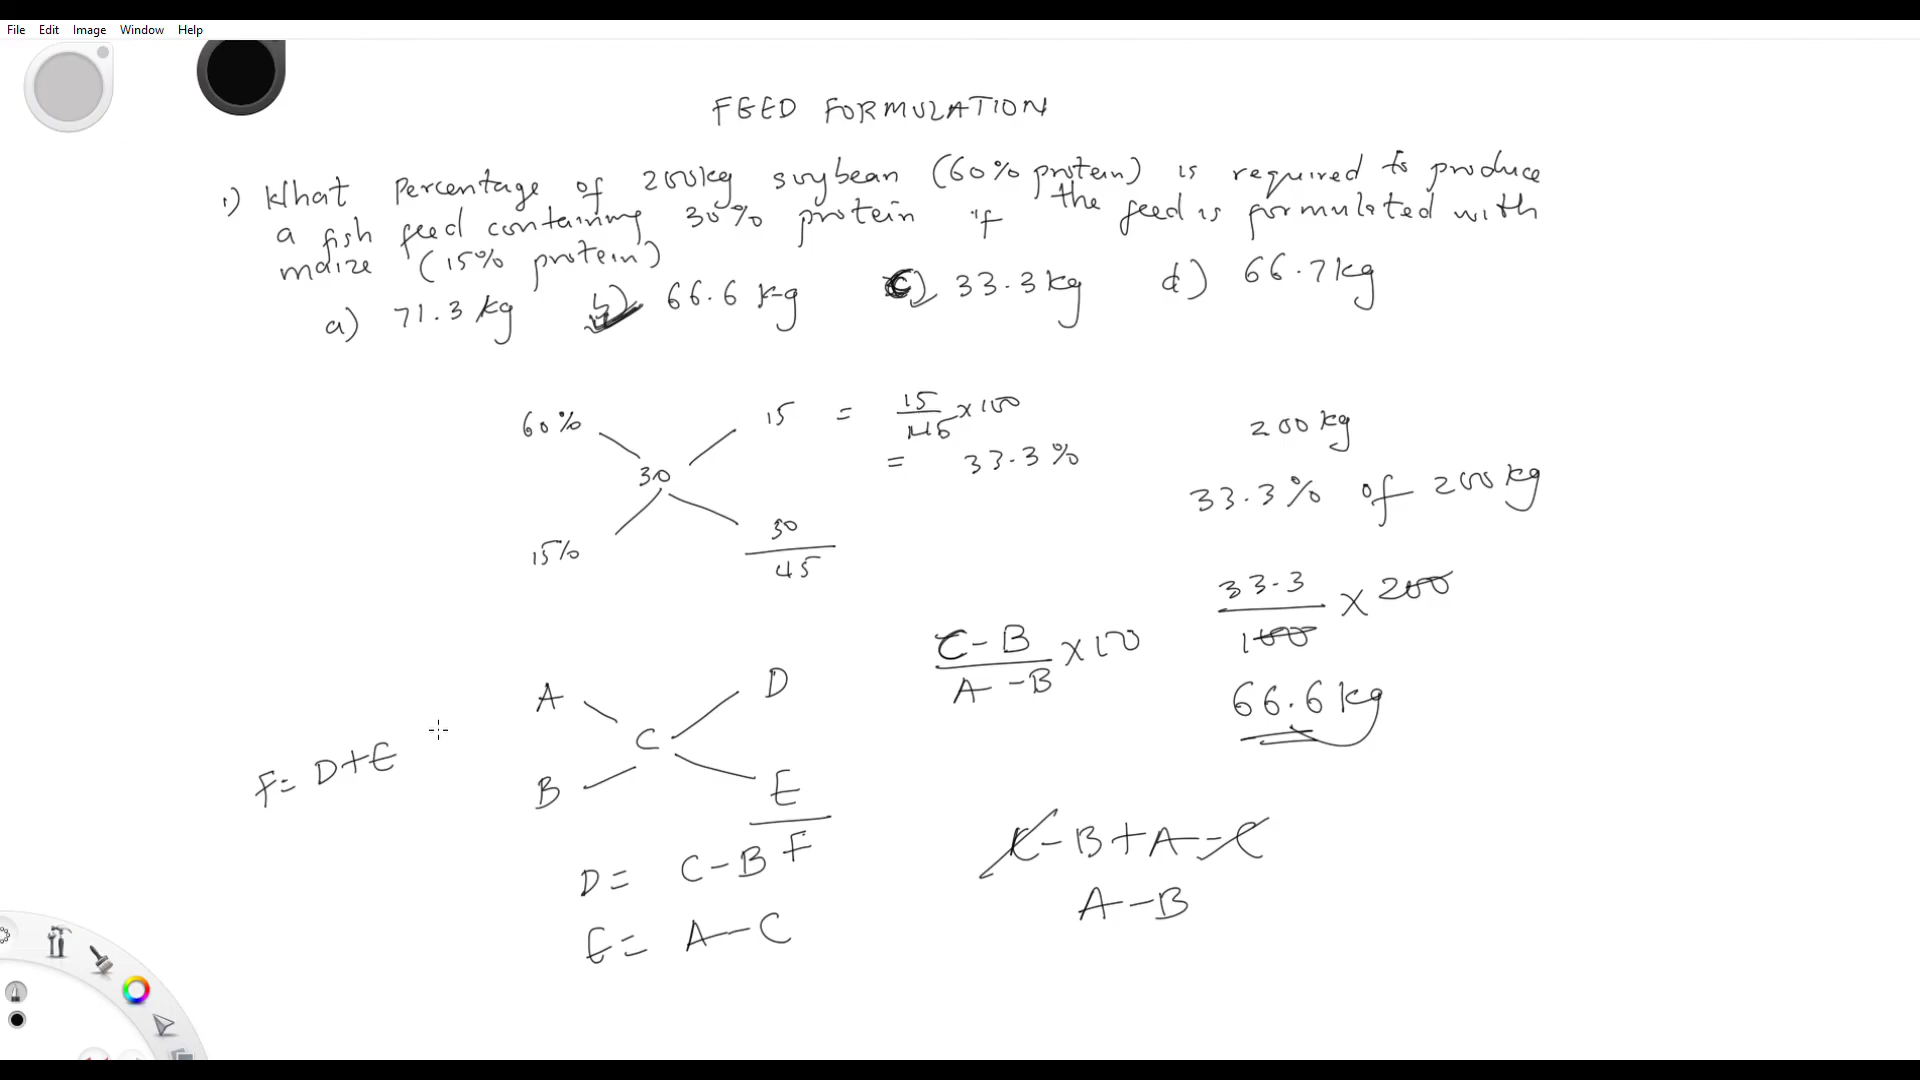 File Edit Image Window Help
FEED FORMULATION
1) What percentage of 200kg soybean (60% protein) is required to produce
a fish feed containing 30% protein if the feed is formulated with
maize (15% protein)
a) 71.3 kg b) 66.6 kg c) 33.3 kg d) 66.7 kg
60% 15 = 15/45 x 100
30 = 33.3%
15% 30
45
200 kg
33.3% of 200 kg
33.3/100 x 200
66.6 kg
A D
C
B E
F
F = D+E
D = C-B
E = A-C
C-B/A-B x 100
C-B+A-C
A-B